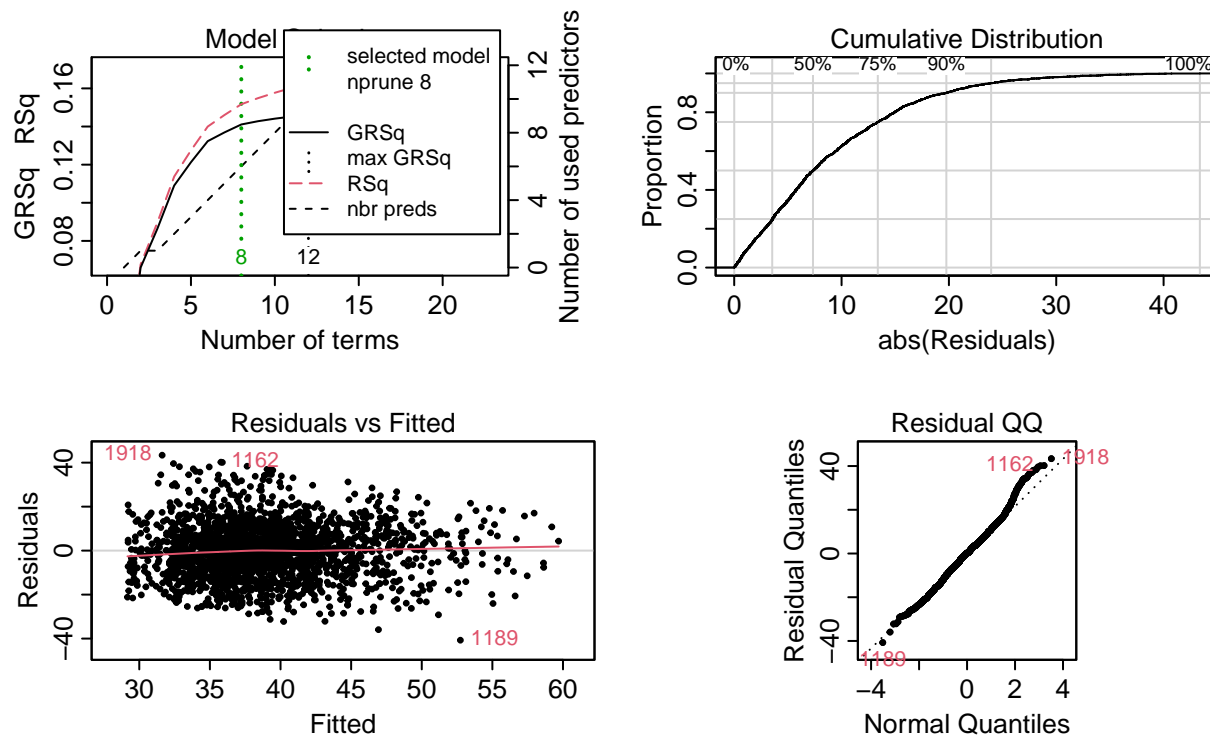 Model
selected model
nprune 8
GRSq
max GRSq
RSq
nbr preds
0.08 0.12 0.16
GRSq RSq
0 4 8 12
Number of used predictors
8 12
0 5 10 15 20
Number of terms
Cumulative Distribution
0% 50% 75% 90% 100%
0.0 0.4 0.8
Proportion
0 10 20 30 40
abs(Residuals)
Residuals vs Fitted
1918
1162
1189
−40 0 40
Residuals
30 35 40 45 50 55 60
Fitted
Residual QQ
1162 1918
1189
−40 0 40
Residual Quantiles
−4 0 2 4
Normal Quantiles